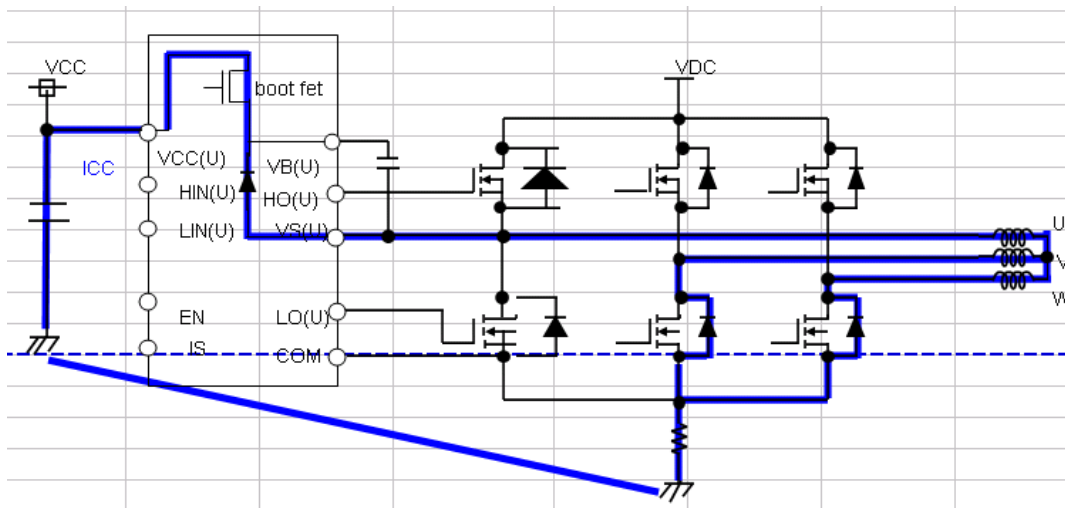 VCC
VDC
boot fet
ICC
VCC(U)
VB(U)
HIN(U)
HO(U)
LIN(U)
VS(U)
U
V
W
EN
LO(U)
IS
COM